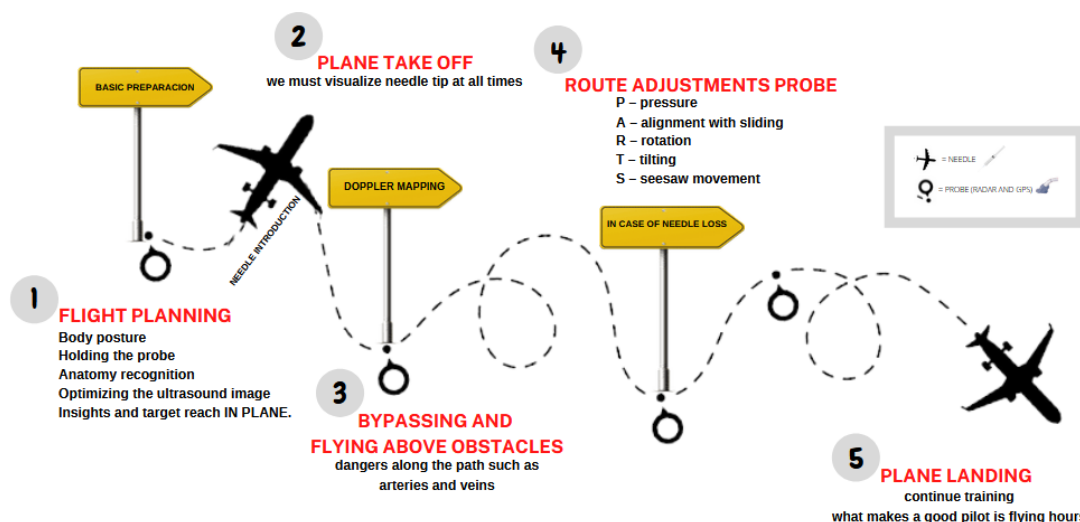 2
PLANE TAKE OFF
we must visualize needle tip at all times
4
ROUTE ADJUSTMENTS PROBE
P – pressure
A – alignment with sliding
R – rotation
T – tilting
S – seesaw movement
BASIC PREPARACION
DOPPLER MAPPING
NEEDLE INTRODUCTION
IN CASE OF NEEDLE LOSS
= NEEDLE
= PROBE (RADAR AND GPS)
1
FLIGHT PLANNING
Body posture
Holding the probe
Anatomy recognition
Optimizing the ultrasound image
Insights and target reach IN PLANE.
3
BYPASSING AND
FLYING ABOVE OBSTACLES
dangers along the path such as
arteries and veins
5
PLANE LANDING
continue training
what makes a good pilot is flying hours